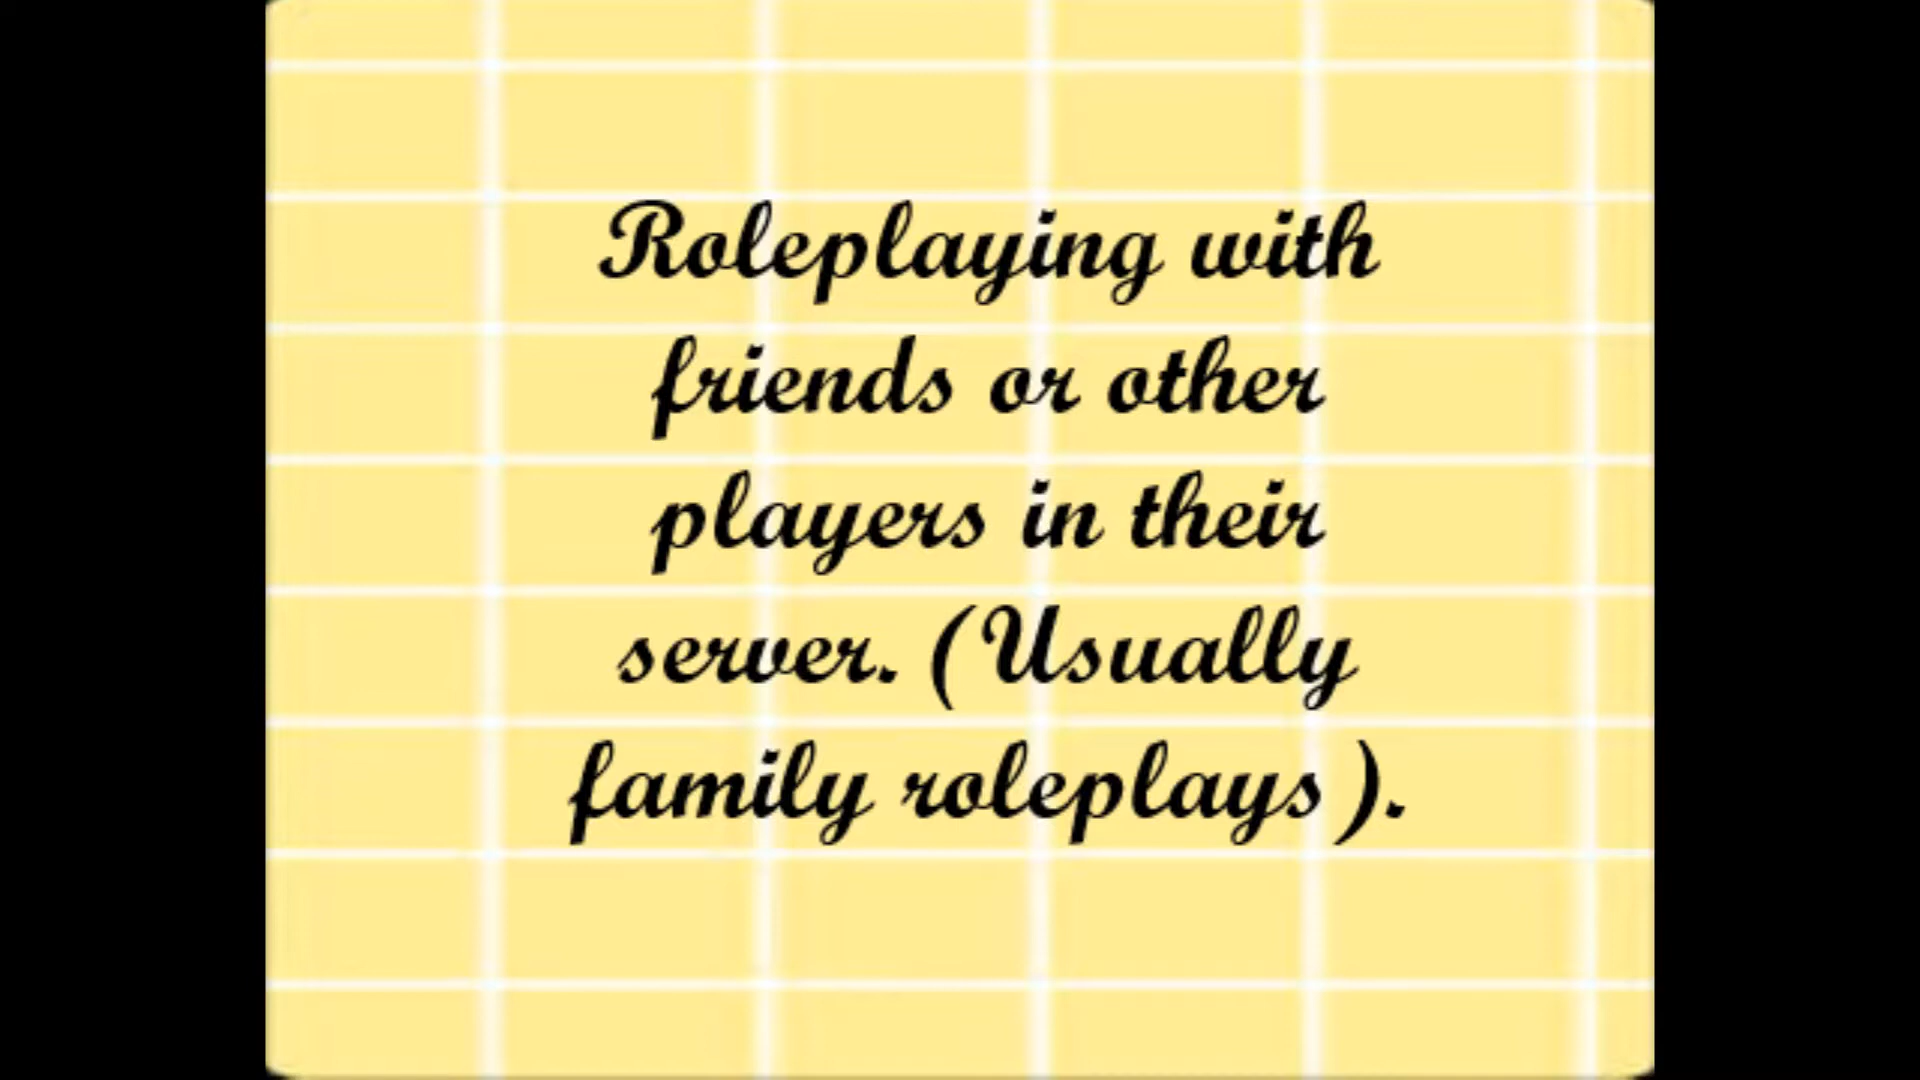 Roleplaying with
friends or other
players in their
server. (Usually
family roleplays).